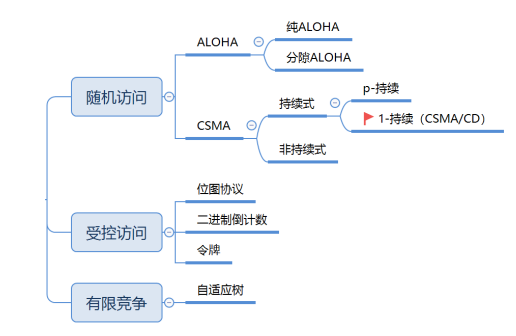 随机访问
ALOHA
纯ALOHA
分隙ALOHA
CSMA
持续式
p-持续
1-持续（CSMA/CD）
非持续式
受控访问
位图协议
二进制倒计数
令牌
有限竞争
自适应树